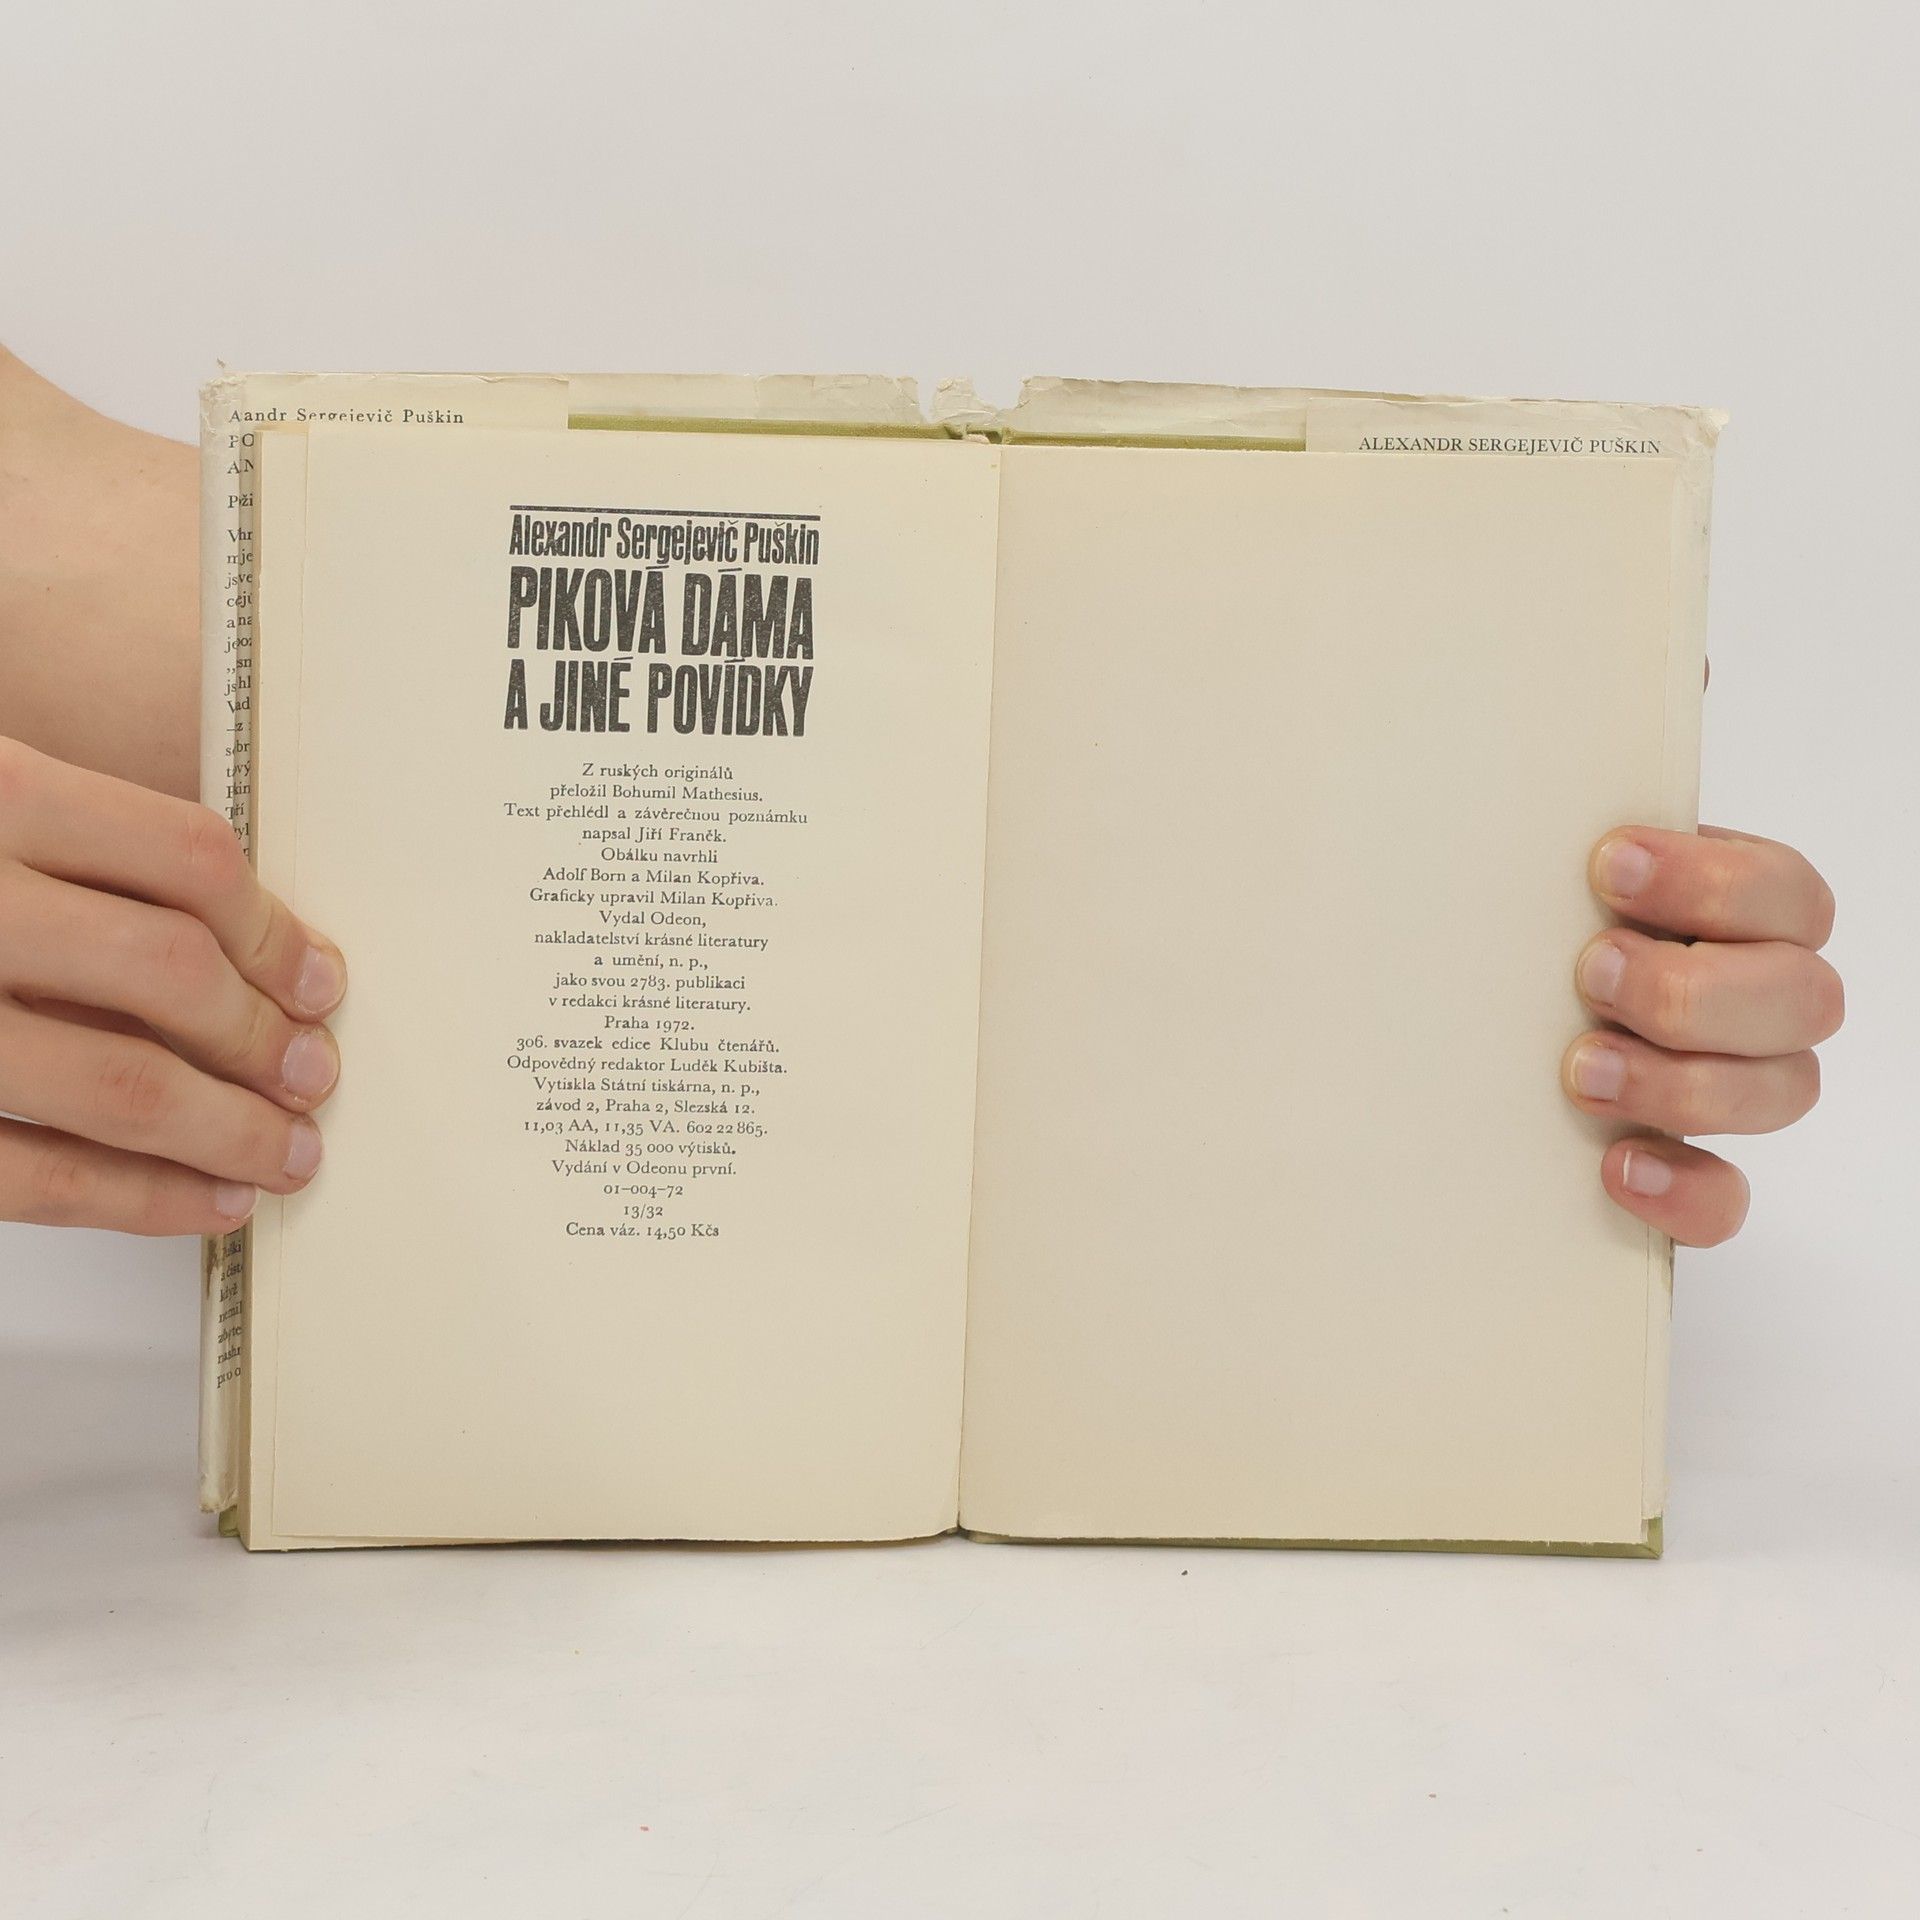 andr Sergejevič Puškin
ALEXANDR SERGEJEVIČ PUŠKIN
Alexandr Sergejevič Puškin
PIKOVÁ DÁMA
A JINÉ POVÍDKY
Z ruských originálů
přeložil Bohumil Mathesius.
Text přehlédl a závěrečnou poznámku
napsal Jiří Franěk.
Obálku navrhli
Adolf Born a Milan Kopřiva.
Graficky upravil Milan Kopřiva.
Vydal Odeon,
nakladatelství krásné literatury
a umění, n. p.,
jako svou 2783. publikaci
v redakci krásné literatury.
Praha 1972.
306. svazek edice Klubu čtenářů.
Odpovědný redaktor Luděk Kubišta.
Vytiskla Státní tiskárna, n. p.,
závod 2, Praha 2, Slezská 12.
11,03 AA, 11,35 VA. 602 22 865.
Náklad 35 000 výtisků.
Vydání v Odeonu první.
01–004–72
13/32
Cena váz. 14,50 Kčs